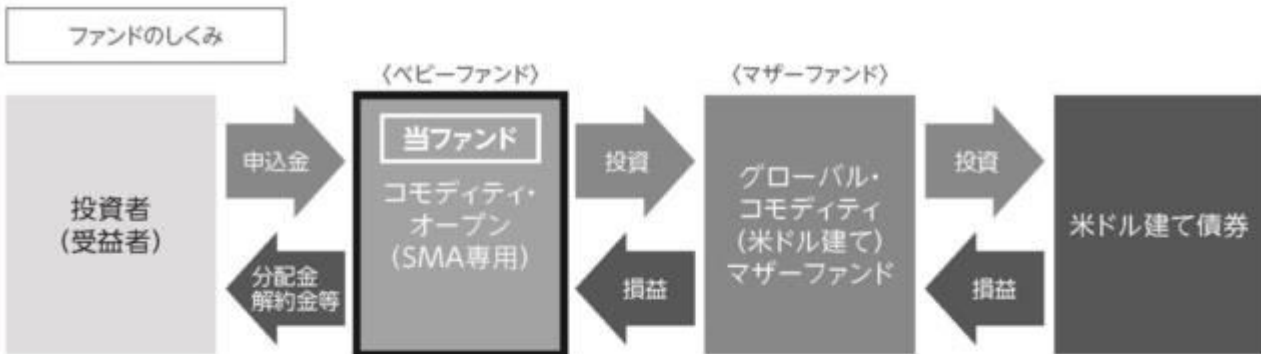 ファンドのしくみ
〈ベビーファンド〉
〈マザーファンド〉
投資者
(受益者)
申込金
分配金
解約金等
当ファンド
コモディティ・
オープン
(SMA専用)
投資
損益
グローバル・
コモディティ
(米ドル建て)
マザーファンド
投資
損益
米ドル建て債券